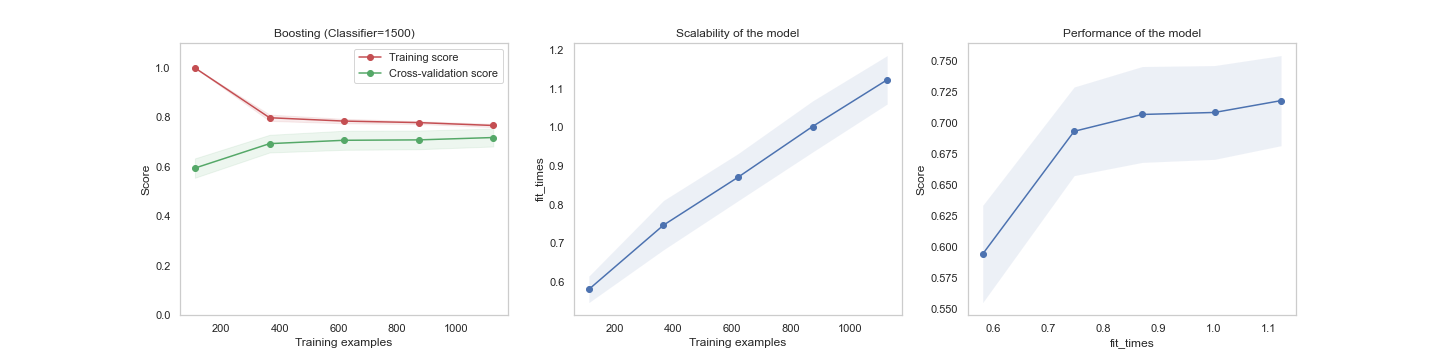 Boosting (Classifier=1500)
Training score
Cross-validation score
1.0
0.8
0.6
0.4
0.2
0.0
Score
200 400 600 800 1000
Training examples
Scalability of the model
1.2
1.1
1.0
0.9
0.8
0.7
0.6
fit_times
200 400 600 800 1000
Training examples
Performance of the model
0.750
0.725
0.700
0.675
0.650
0.625
0.600
0.575
0.550
Score
0.6 0.7 0.8 0.9 1.0 1.1
fit_times